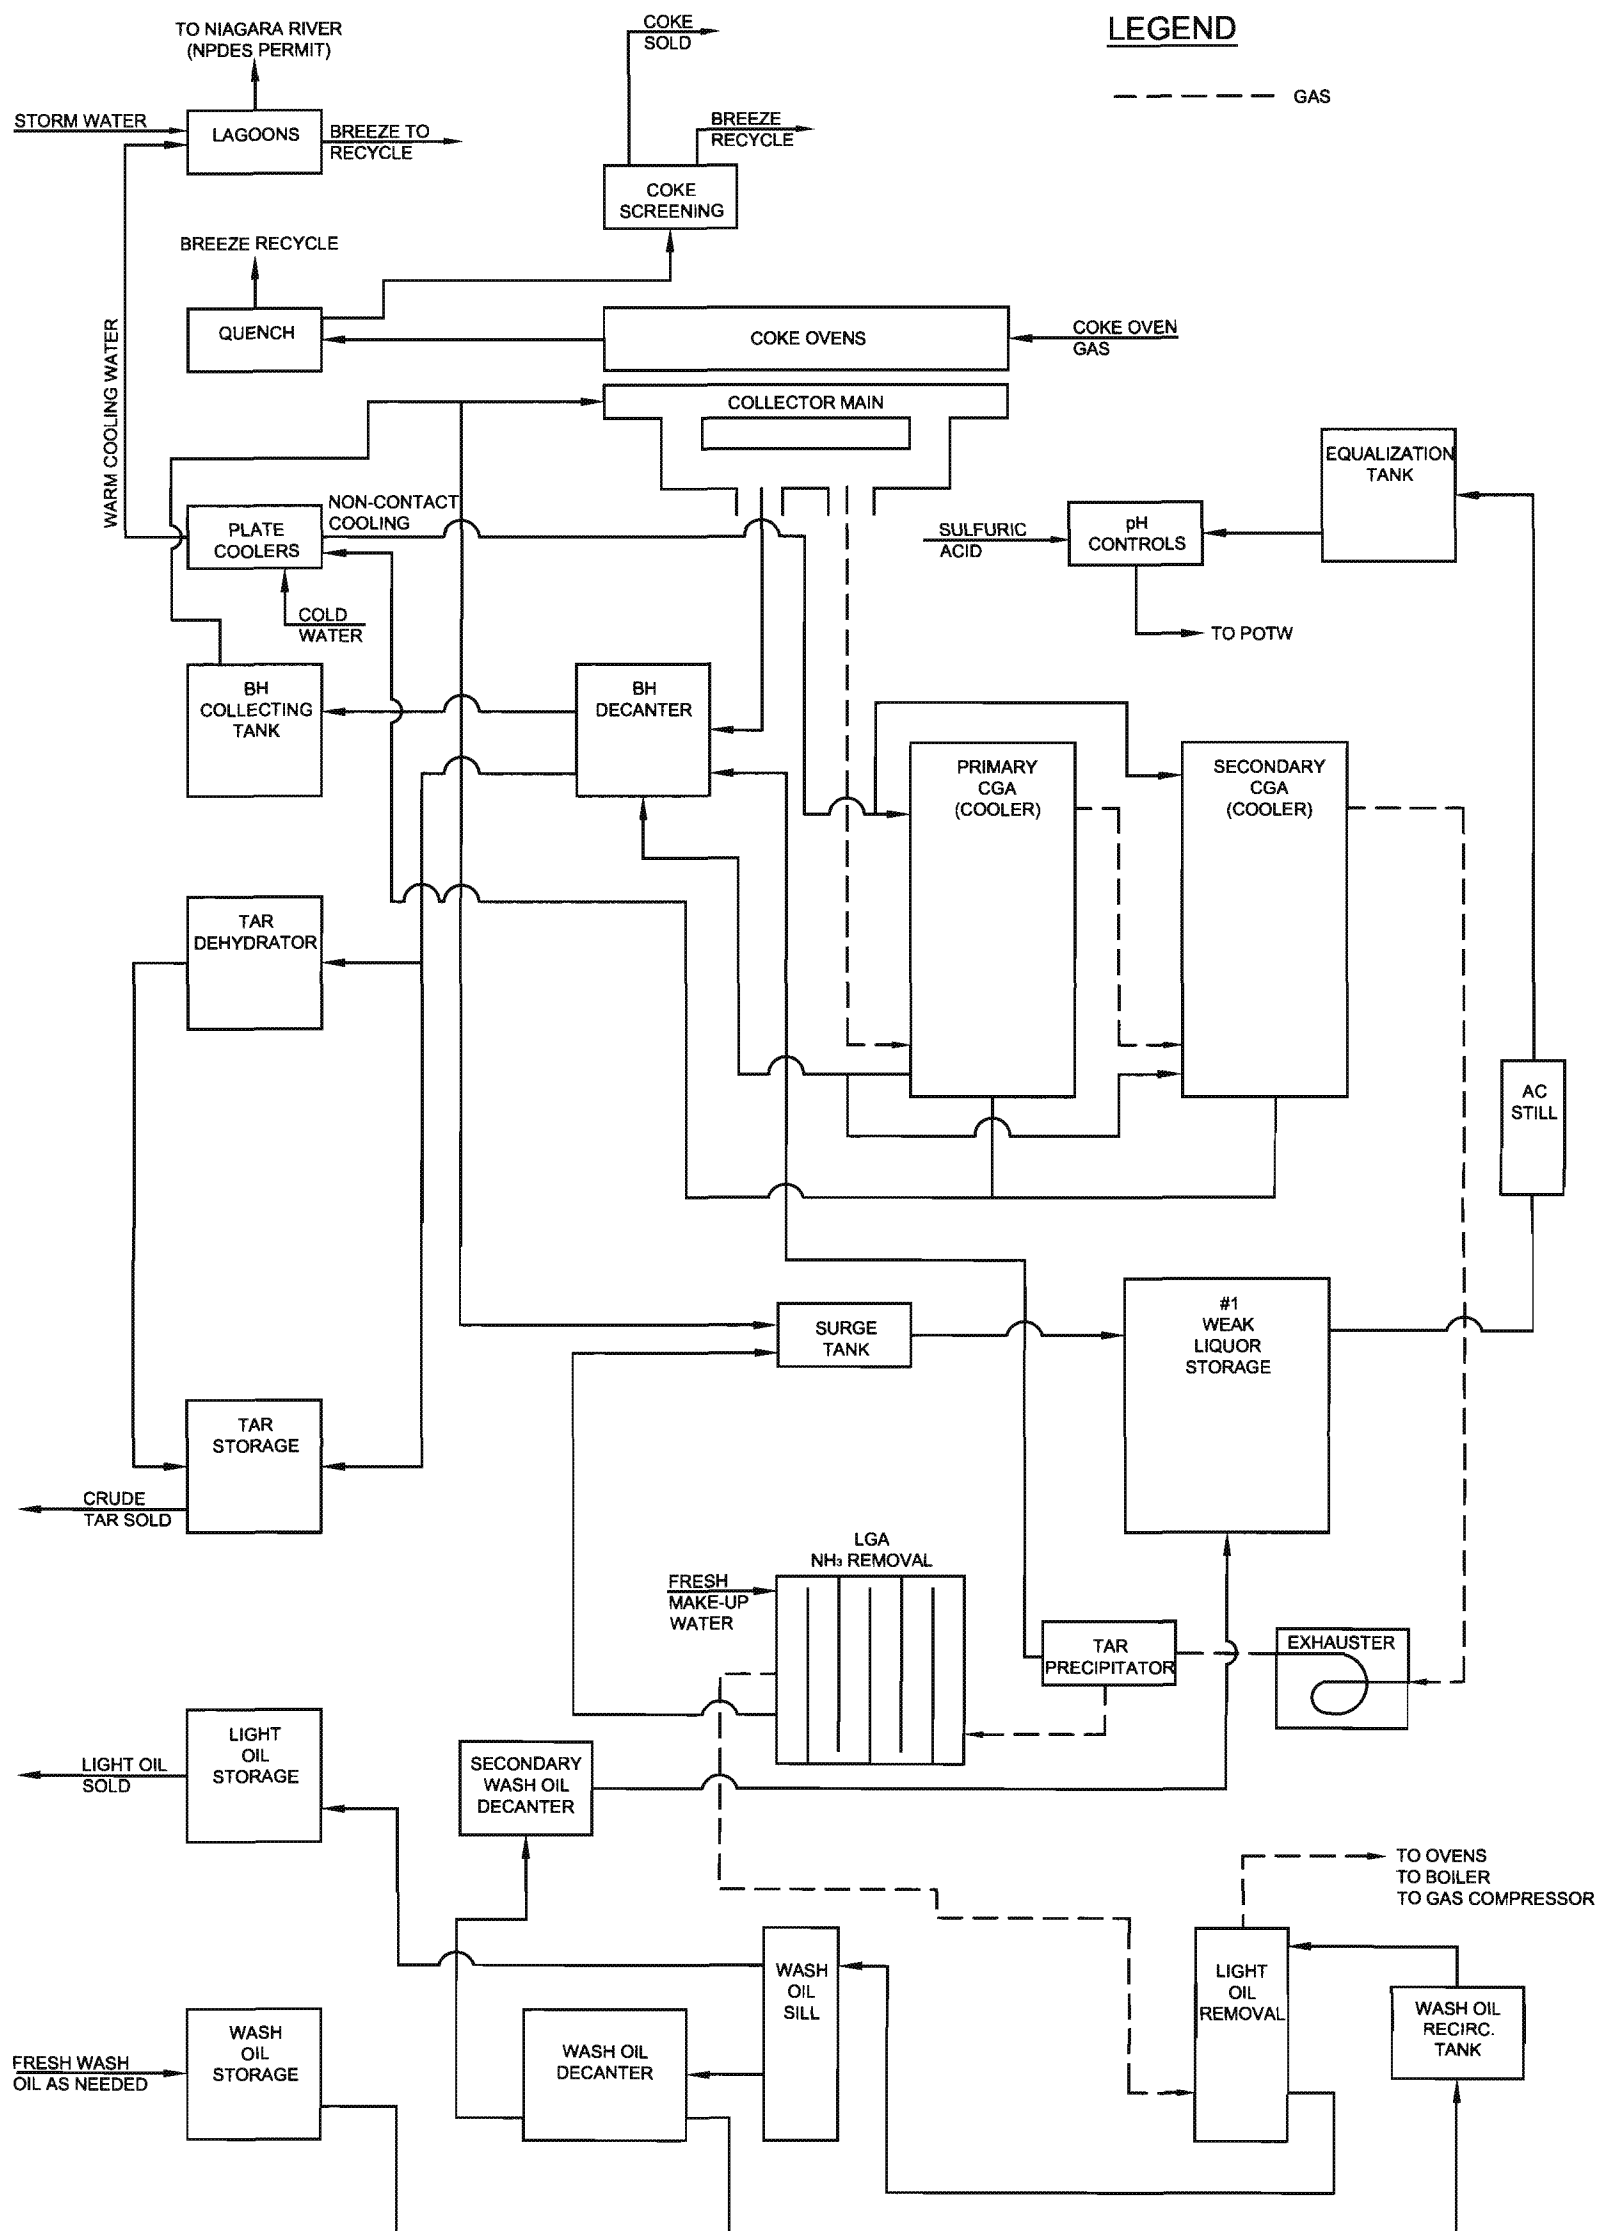 TO NIAGARA RIVER
(NPDES PERMIT)
COKE
SOLD
LEGEND
GAS
STORM WATER
LAGOONS
BREEZE TO
RECYCLE
BREEZE
RECYCLE
COKE
SCREENING
BREEZE RECYCLE
QUENCH
COKE OVENS
COKE OVEN
GAS
WARM COOLING WATER
COLLECTOR MAIN
EQUALIZATION
TANK
NON-CONTACT
COOLING
PLATE
COOLERS
SULFURIC
ACID
pH
CONTROLS
COLD
WATER
TO POTW
BH
COLLECTING
TANK
BH
DECANTER
PRIMARY
CGA
(COOLER)
SECONDARY
CGA
(COOLER)
TAR
DEHYDRATOR
AC
STILL
SURGE
TANK
#1
WEAK
LIQUOR
STORAGE
TAR
STORAGE
CRUDE
TAR SOLD
LGA
NH₃ REMOVAL
FRESH
MAKE-UP
WATER
TAR
PRECIPITATOR
EXHAUSTER
LIGHT
OIL
STORAGE
LIGHT OIL
SOLD
SECONDARY
WASH OIL
DECANTER
TO OVENS
TO BOILER
TO GAS COMPRESSOR
WASH
OIL
SILL
LIGHT
OIL
REMOVAL
WASH OIL
RECIRC.
TANK
WASH
OIL
STORAGE
FRESH WASH
OIL AS NEEDED
WASH OIL
DECANTER